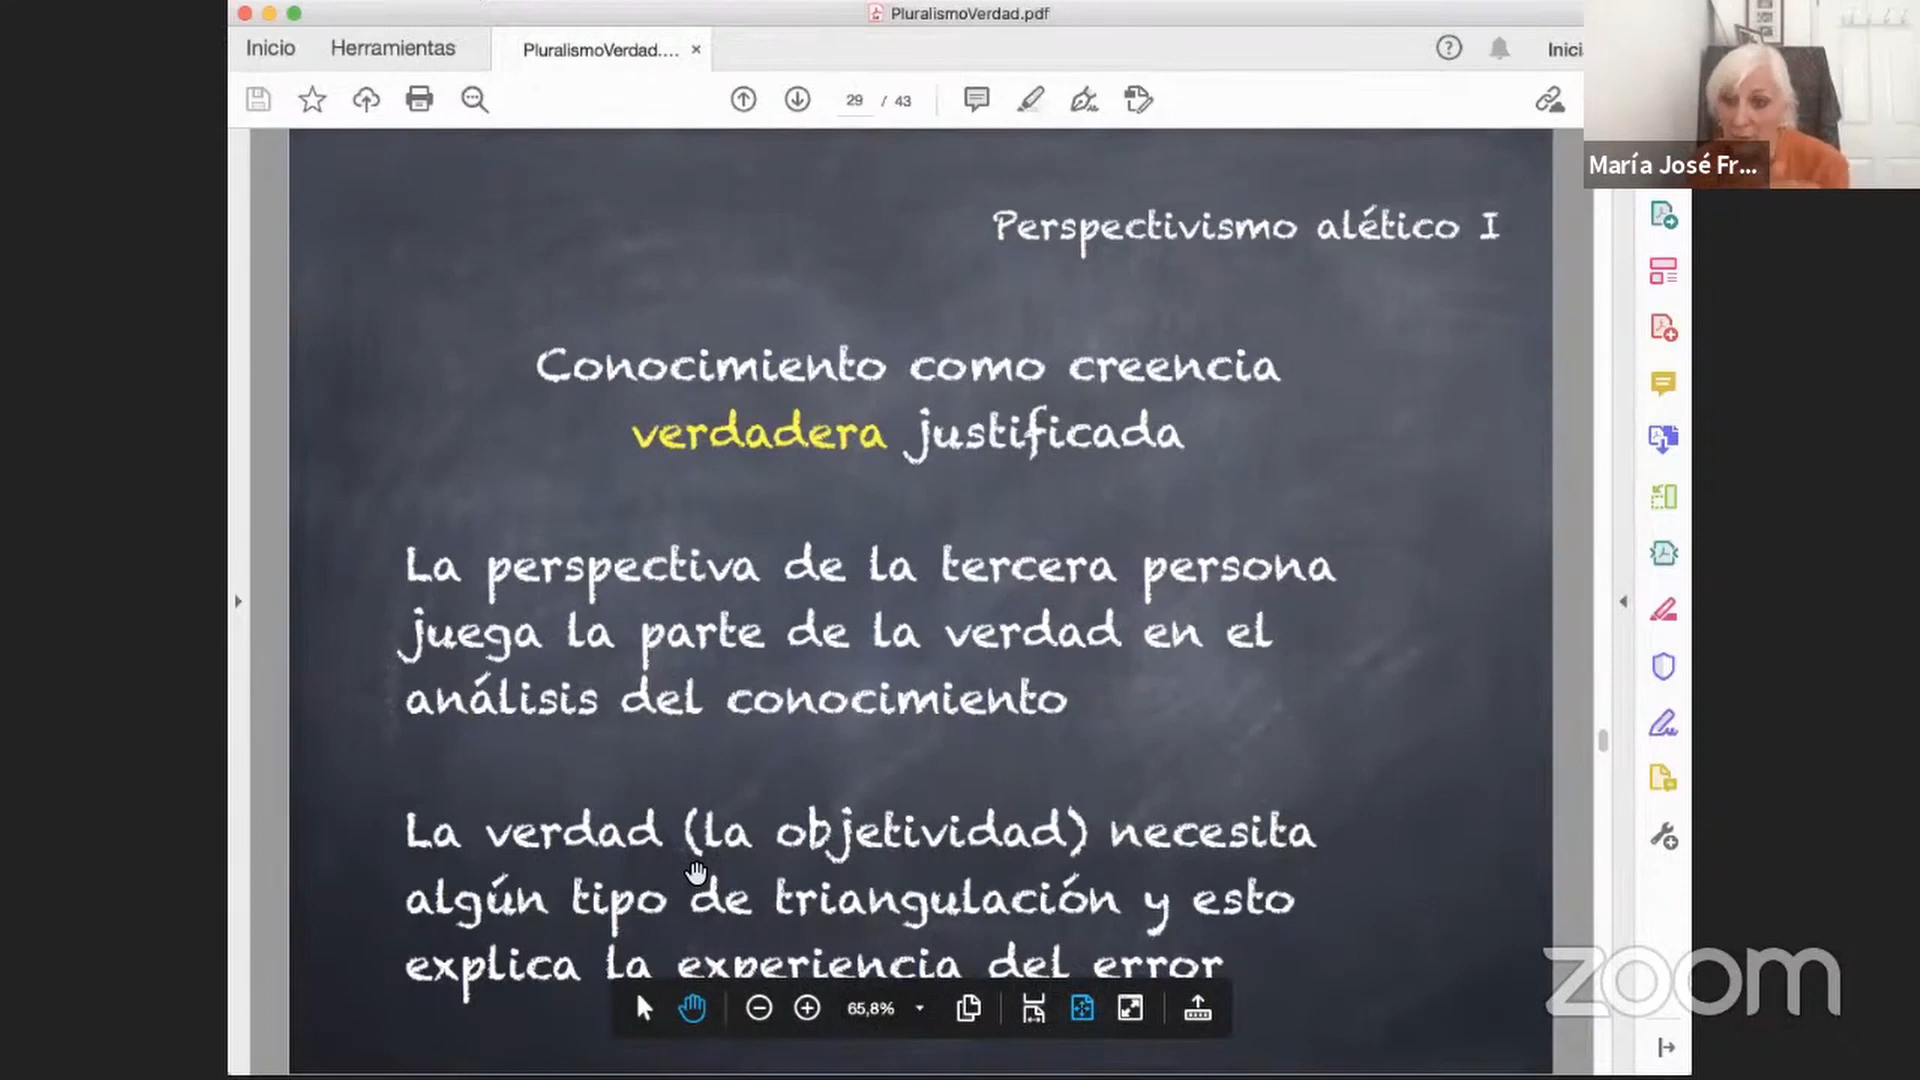 PluralismoVerdad.pdf
Inicio Herramientas PluralismoVerdad.... × Inici
29 / 43
María José Fr...
Perspectivismo alético I
Conocimiento como creencia
verdadera justificada
La perspectiva de la tercera persona
juega la parte de la verdad en el
análisis del conocimiento
La verdad (la objetividad) necesita
algún tipo de triangulación y esto
explica la experiencia del error
65,8%
zoom